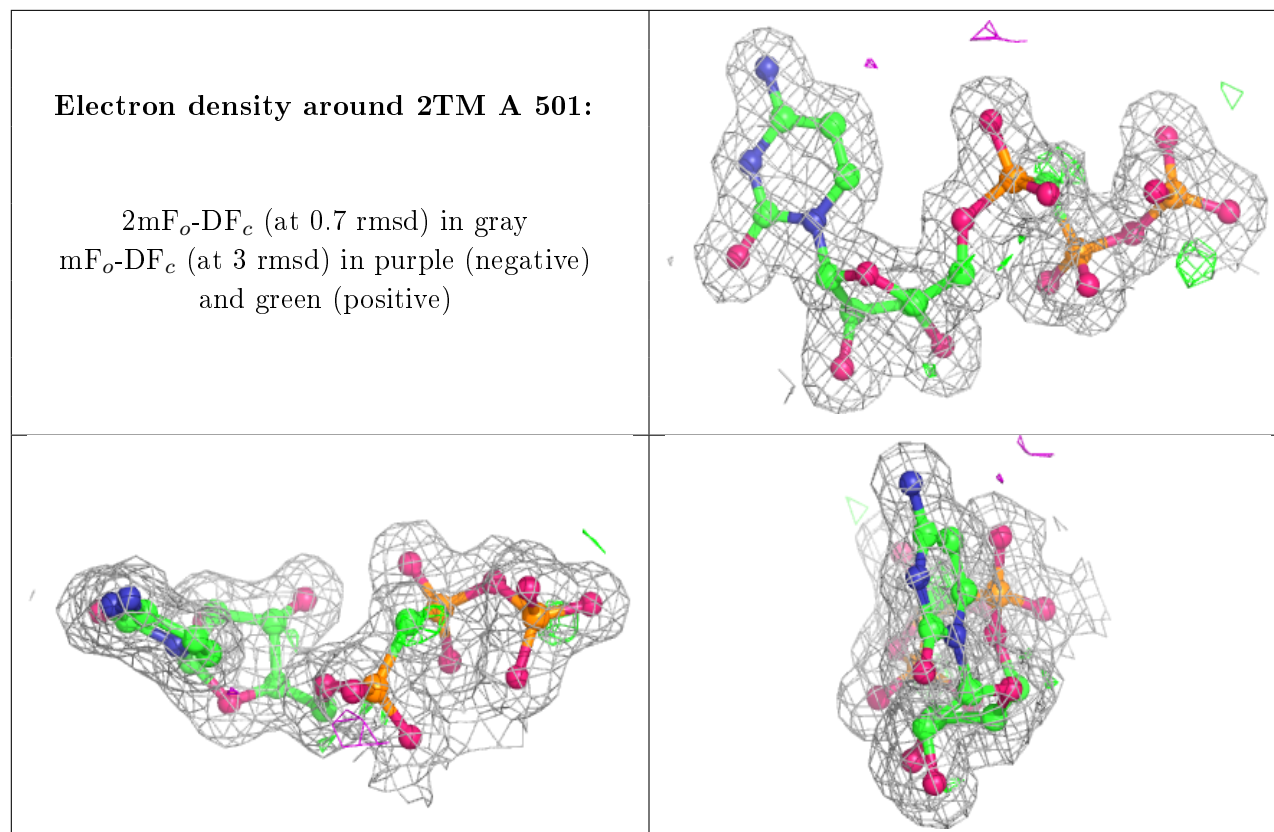 Electron density around 2TM A 501:
2mFₒ-DF𝑐 (at 0.7 rmsd) in gray
mFₒ-DF𝑐 (at 3 rmsd) in purple (negative)
and green (positive)